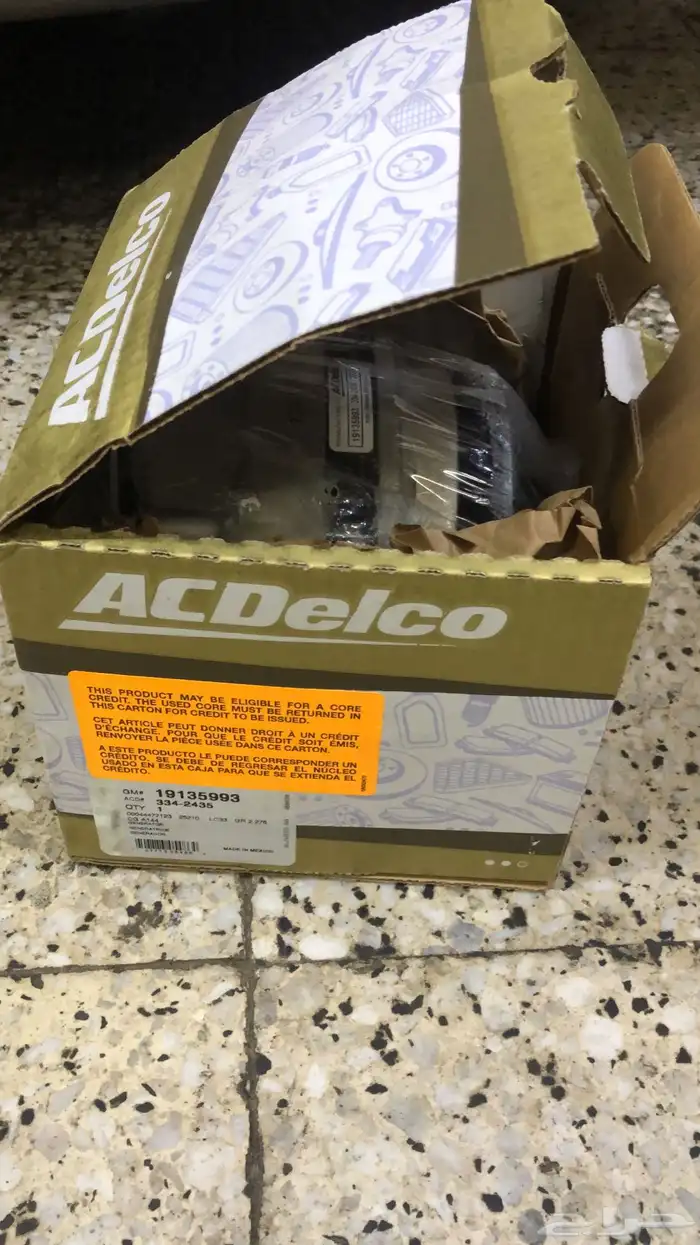 ACDelco
ACDelco
19135993
ACDelco
THIS PRODUCT MAY BE ELIGIBLE FOR A CORE
CREDIT. THE USED CORE MUST BE RETURNED IN
THIS CARTON FOR CREDIT TO BE ISSUED.
CET ARTICLE PEUT DONNER DROIT À UN CRÉDIT
D'ÉCHANGE, POUR QUE LE CRÉDIT SOIT ÉMIS,
RENVOYER LA PIÈCE USÉE DANS CE CARTON.
A ESTE PRODUCTO LE PUEDE CORRESPONDER UN
CRÉDITO. SE DEBE DE REGRESAR EL NÚCLEO
USADO EN ESTA CAJA PARA QUE SE EXTIENDA EL
CRÉDITO.
GM# 19135993
ACD# 334-2435
QTY 1
GENERATOR
MADE IN MEXICO
حراج